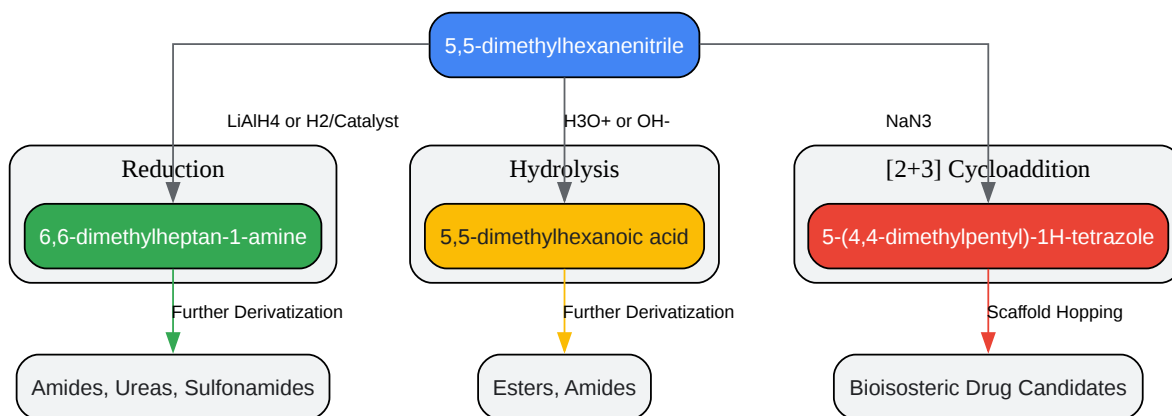 5,5-dimethylhexanenitrile
LiAlH4 or H2/Catalyst
H3O+ or OH-
NaN3
Reduction
Hydrolysis
[2+3] Cycloaddition
6,6-dimethylheptan-1-amine
5,5-dimethylhexanoic acid
5-(4,4-dimethylpentyl)-1H-tetrazole
Further Derivatization
Further Derivatization
Scaffold Hopping
Amides, Ureas, Sulfonamides
Esters, Amides
Bioisosteric Drug Candidates